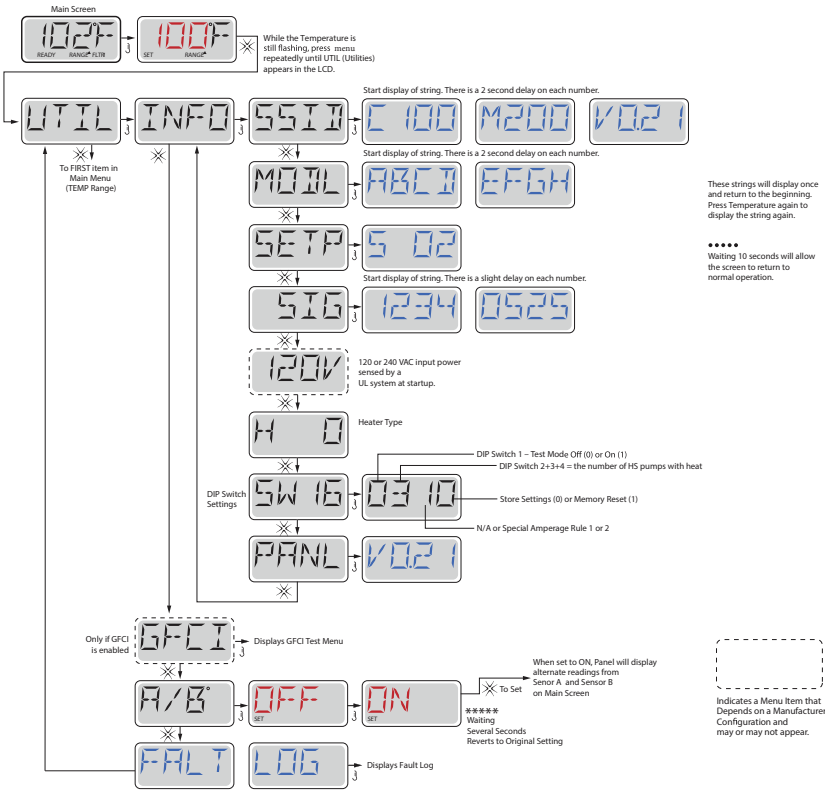 Main Screen
102°F
READY RANGE FLTR
100°F
SET RANGE
While the Temperature is
still flashing, press menu
repeatedly until UTIL (Utilities)
appears in the LCD.
Start display of string. There is a 2 second delay on each number.
UTIL
INFO
SSID
C 100
M200
V0.21
To FIRST item in
Main Menu
(TEMP Range)
Start display of string. There is a 2 second delay on each number.
MODL
ABCD
EFGH
These strings will display once
and return to the beginning.
Press Temperature again to
display the string again.
•••••
Waiting 10 seconds will allow
the screen to return to
normal operation.
SETP
S 02
Start display of string. There is a slight delay on each number.
SIG
1234
0525
120V
120 or 240 VAC input power
sensed by a
UL system at startup.
H 0
Heater Type
DIP Switch 1 – Test Mode Off (0) or On (1)
DIP Switch 2+3+4 = the number of HS pumps with heat
DIP Switch
Settings
SW 16
0310
Store Settings (0) or Memory Reset (1)
N/A or Special Amperage Rule 1 or 2
PANL
V0.21
Only if GFCI
is enabled
GFCI
Displays GFCI Test Menu
A/B°
OFF
SET
ON
SET
To Set
When set to ON, Panel will display
alternate readings from
Senor A and Sensor B
on Main Screen
*****
Waiting
Several Seconds
Reverts to Original Setting
Indicates a Menu Item that
Depends on a Manufacturer
Configuration and
may or may not appear.
FALT
LOG
Displays Fault Log